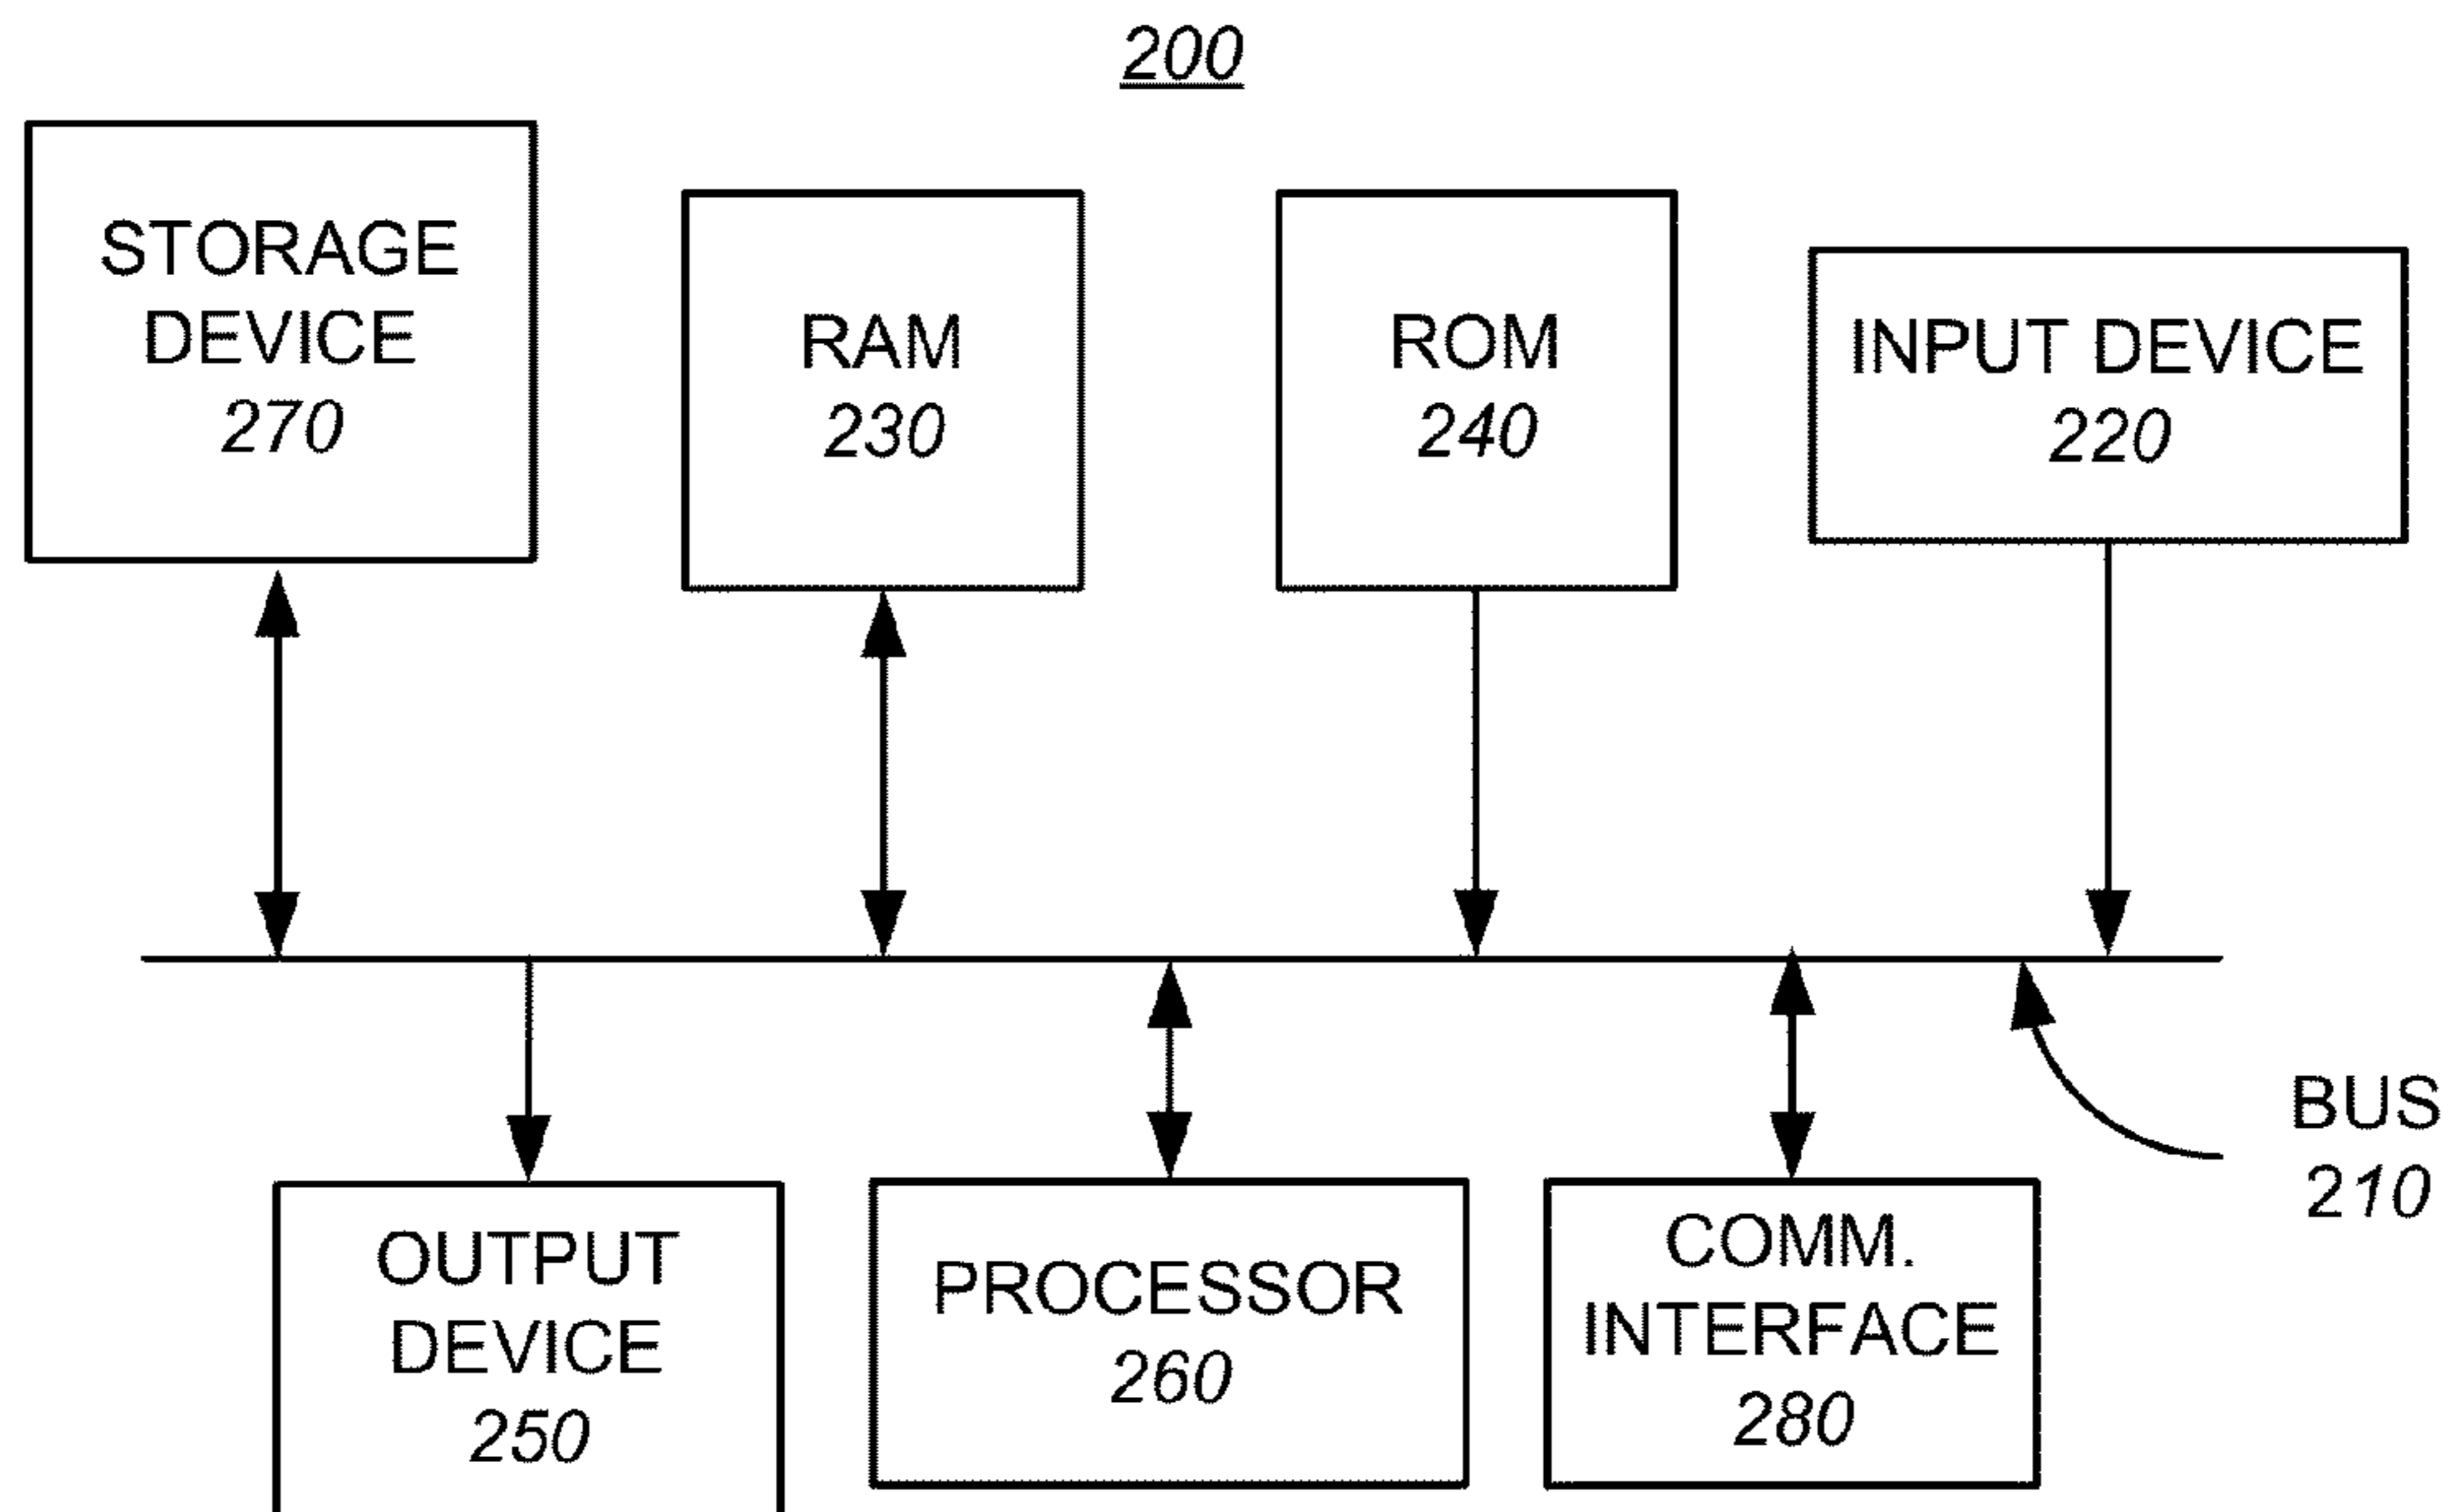 200
STORAGE
DEVICE
270
RAM
230
ROM
240
INPUT DEVICE
220
BUS
210
OUTPUT
DEVICE
250
PROCESSOR
260
COMM.
INTERFACE
280